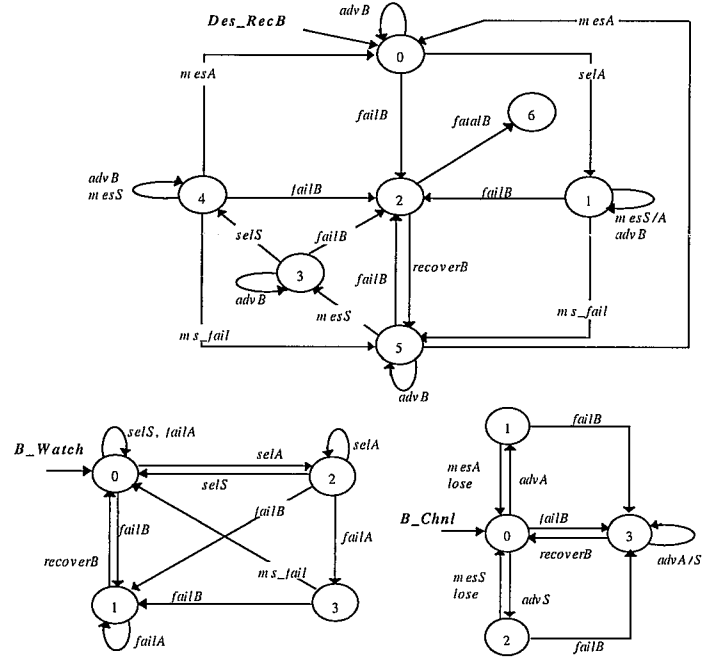 Des_RecB
advB
mesA
0
mesA
selA
failB
fatalB
6
advB
mesS
4
failB
2
failB
1
mesS/A
advB
selS
failB
3
advB
failB
recoverB
mesS
ms_fail
ms_fail
5
advB
B_Watch
selS, failA
0
selA
selS
2
selA
failB
recoverB
failB
failA
ms_fail
1
failB
3
failA
B_Chnl
1
failB
mesA
lose
advA
0
failB
recoverB
3
advA/S
mesS
lose
advS
2
failB